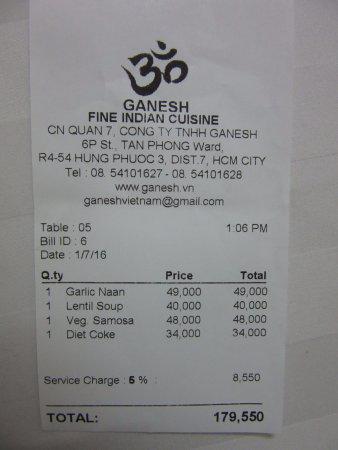 ॐ
GANESH
FINE INDIAN CUISINE
CN QUAN 7, CONG TY TNHH GANESH
6P St., TAN PHONG Ward,
R4-54 HUNG PHUOC 3, DIST.7, HCM CITY
Tel : 08. 54101627 - 08. 54101628
www.ganesh.vn
ganeshvietnam@gmail.com
Table : 05 1:06 PM
Bill ID : 6
Date : 1/7/16
Q.ty Price Total
1 Garlic Naan 49,000 49,000
1 Lentil Soup 40,000 40,000
1 Veg. Samosa 48,000 48,000
1 Diet Coke 34,000 34,000
Service Charge : 5 % : 8,550
TOTAL: 179,550